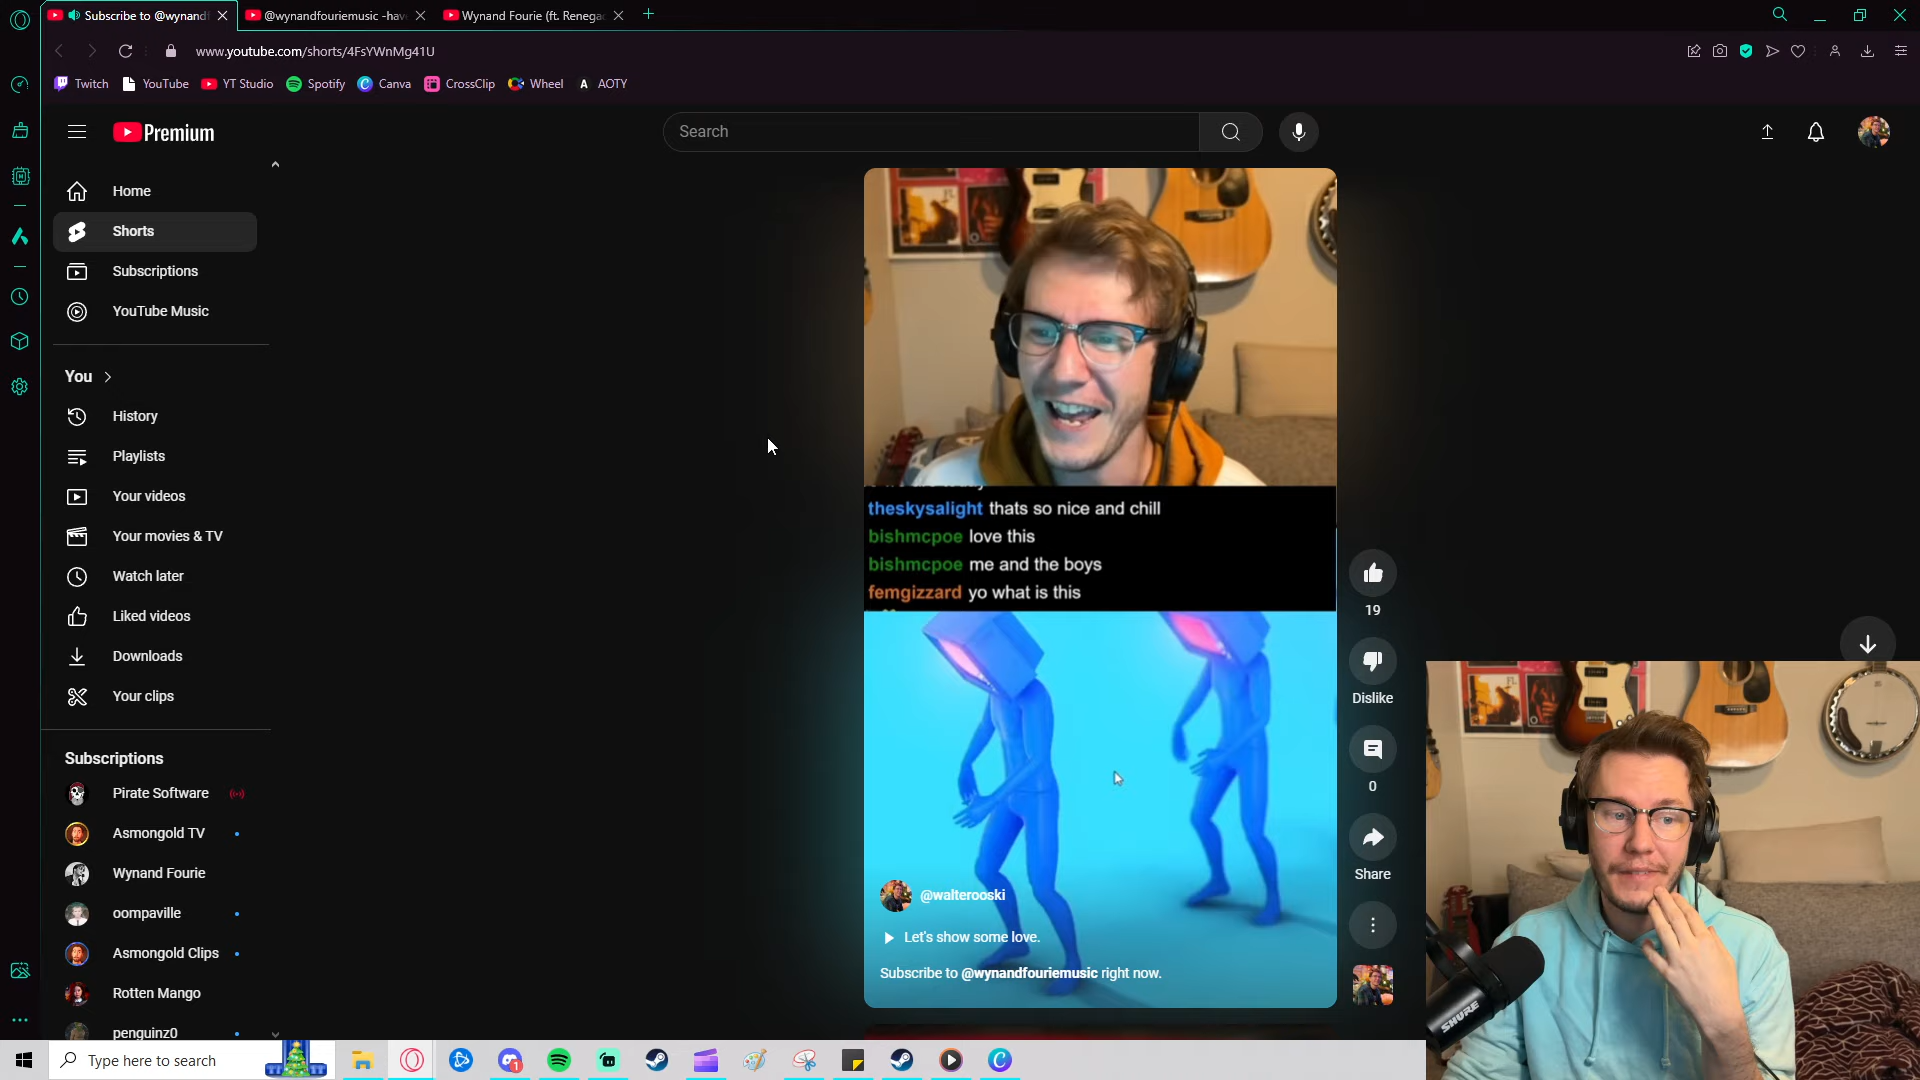 Subscribe to @wynand
@wynandfouriemusic -hav
Wynand Fourie (ft. Renega
www.youtube.com/shorts/4FsYWnMg41U
Twitch
YouTube
YT Studio
Spotify
Canva
CrossClip
Wheel
A AOTY
Premium
Search
Home
Shorts
Subscriptions
YouTube Music
You
History
Playlists
Your videos
Your movies & TV
Watch later
Liked videos
Downloads
Your clips
Subscriptions
Pirate Software
Asmongold TV
Wynand Fourie
oompaville
Asmongold Clips
Rotten Mango
penguinz0
theskysalight thats so nice and chill
bishmcpoe love this
bishmcpoe me and the boys
femgizzard yo what is this
@walterooski
Let's show some love.
Subscribe to @wynandfouriemusic right now.
19
Dislike
0
Share
SHURE
Type here to search
1